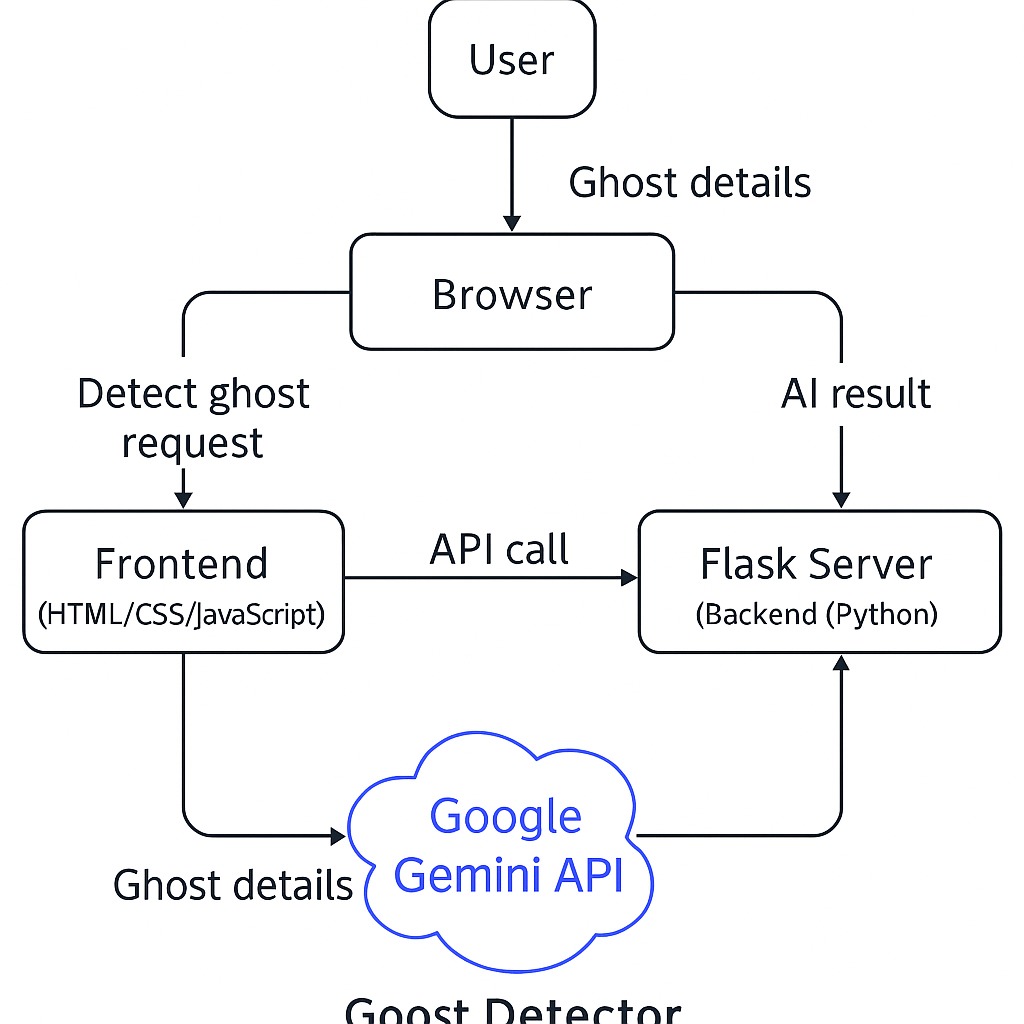 User
Ghost details
Browser
Detect ghost
request
AI result
Frontend
(HTML/CSS/JavaScript)
API call
Flask Server
(Backend (Python)
Google
Gemini API
Ghost details
Goost Detector